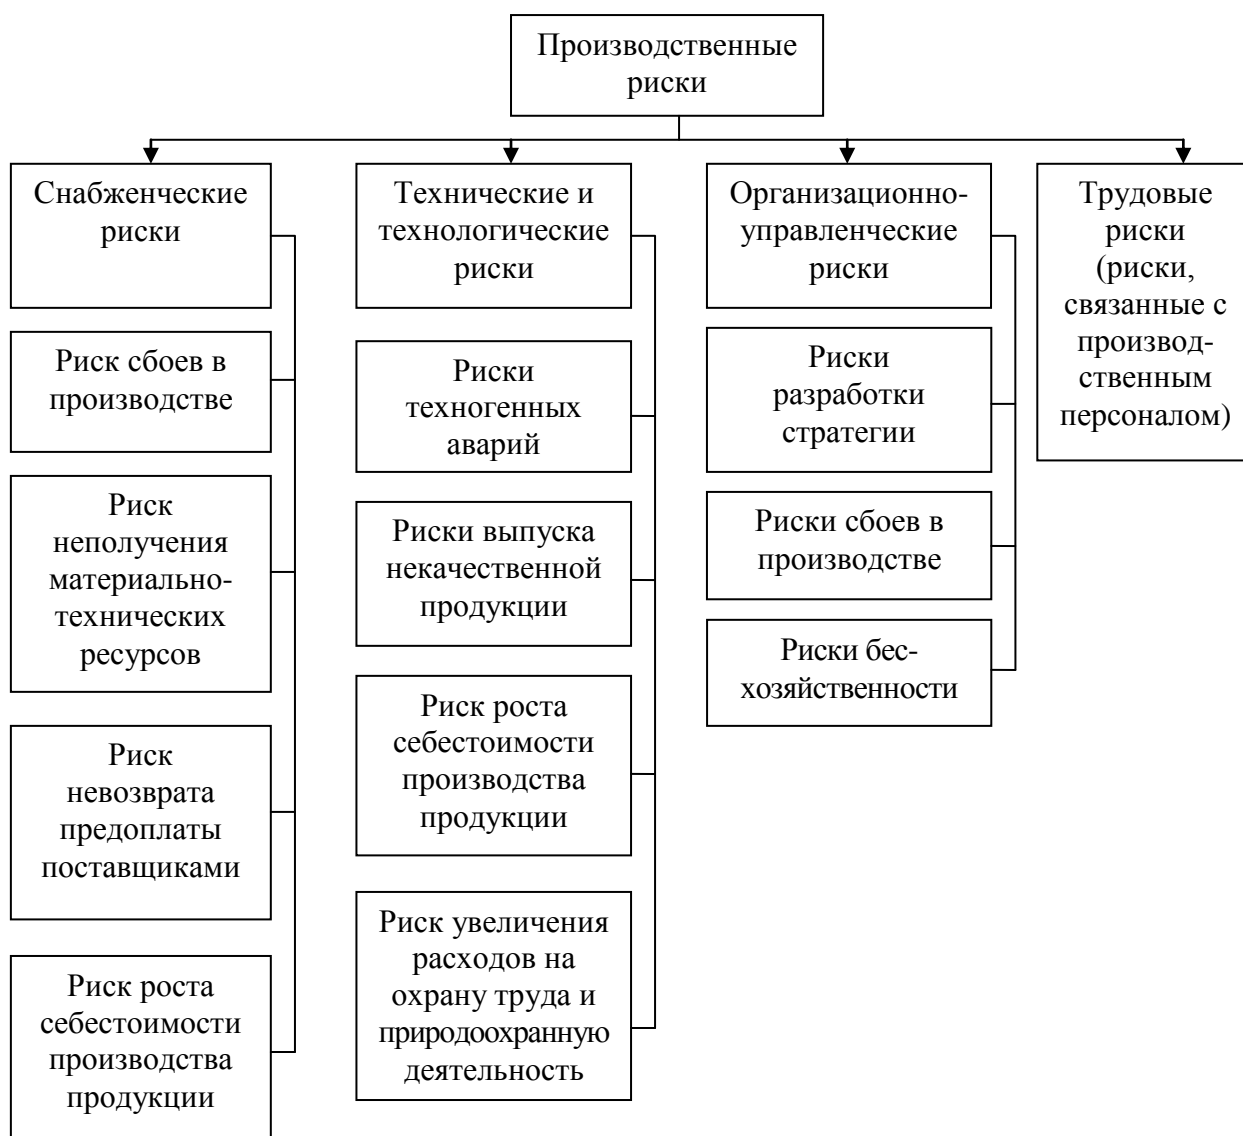 Производственные
риски
Снабженческие
риски
Риск сбоев в
производстве
Риск
неполучения
материально-
технических
ресурсов
Риск
невозврата
предоплаты
поставщиками
Риск роста
себестоимости
производства
продукции
Технические и
технологические
риски
Риски
техногенных
аварий
Риски выпуска
некачественной
продукции
Риск роста
себестоимости
производства
продукции
Риск увеличения
расходов на
охрану труда и
природоохранную
деятельность
Организационно-
управленческие
риски
Риски
разработки
стратегии
Риски сбоев в
производстве
Риски бес-
хозяйственности
Трудовые
риски
(риски,
связанные с
производ-
ственным
персоналом)